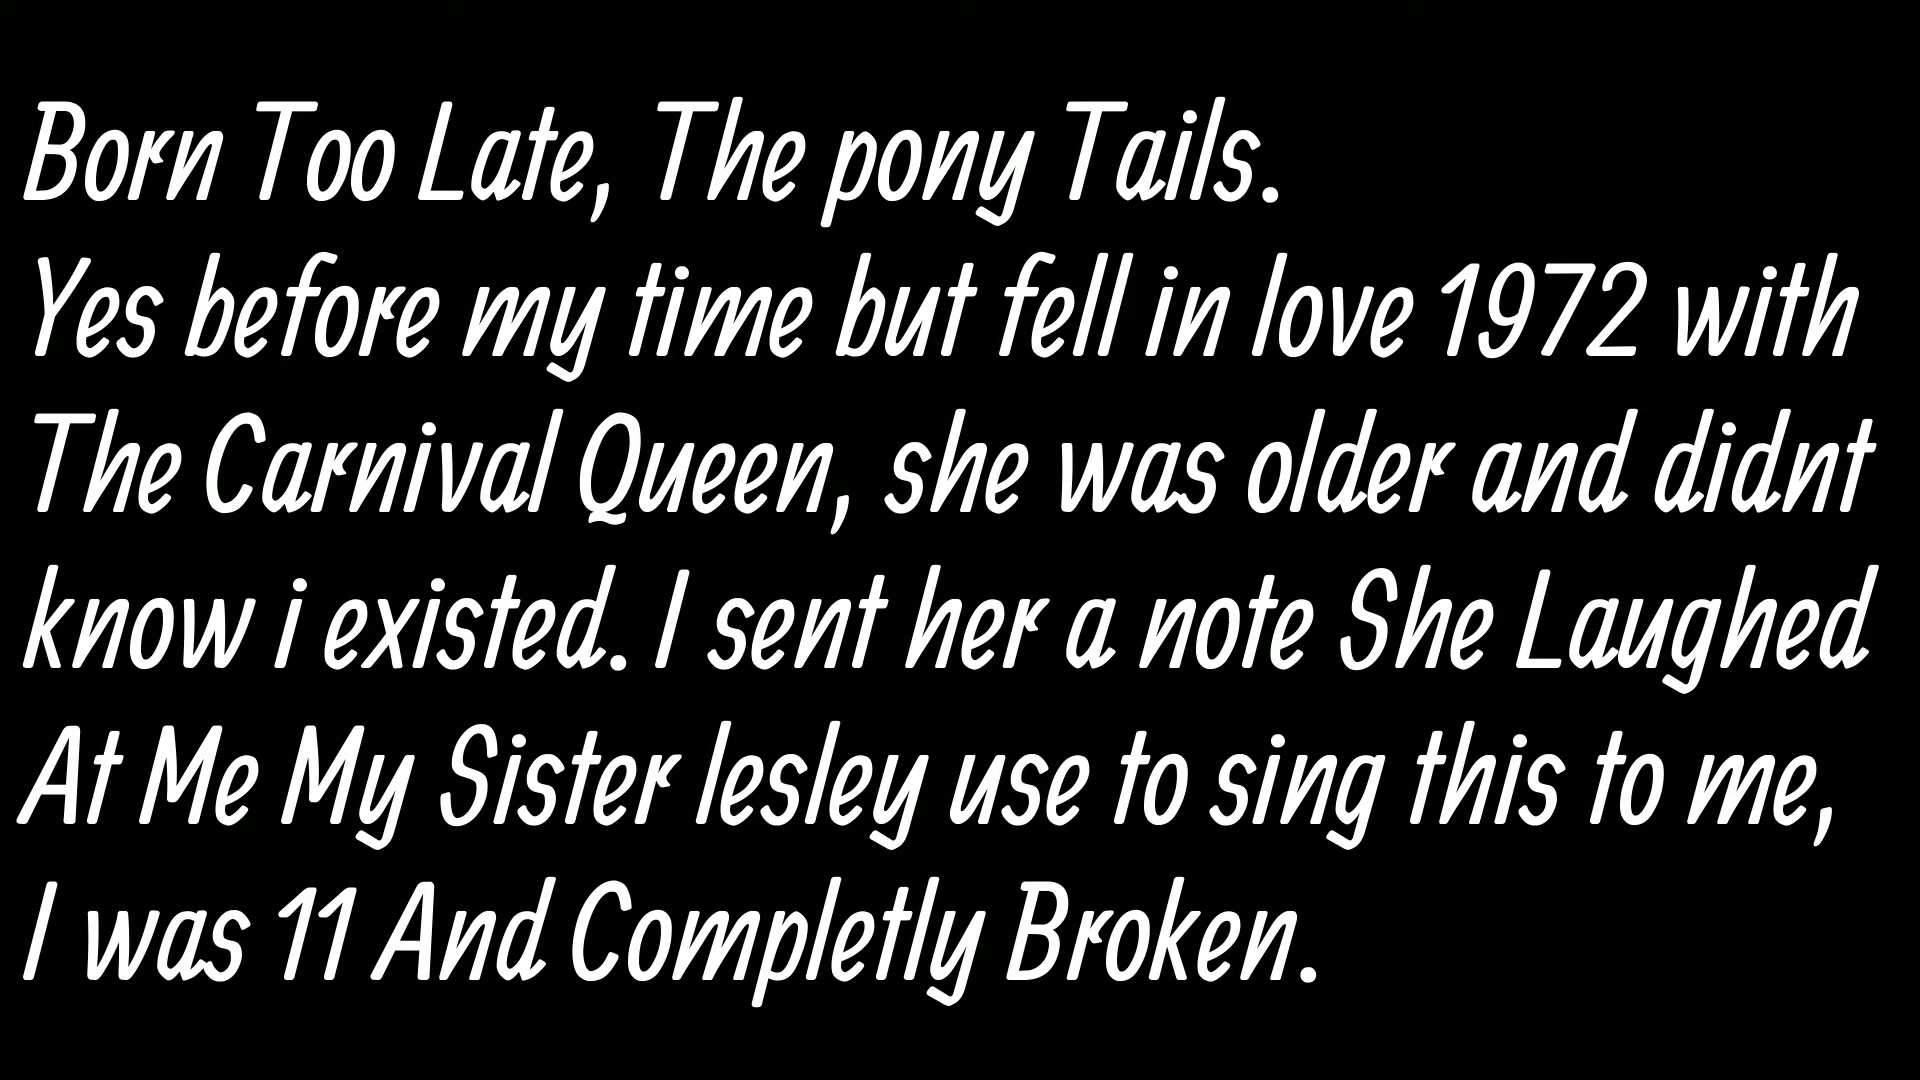 Born Too Late, The pony Tails.
Yes before my time but fell in love 1972 with
The Carnival Queen, she was older and didnt
know i existed. I sent her a note She Laughed
At Me My Sister lesley use to sing this to me,
I was 11 And Completly Broken.